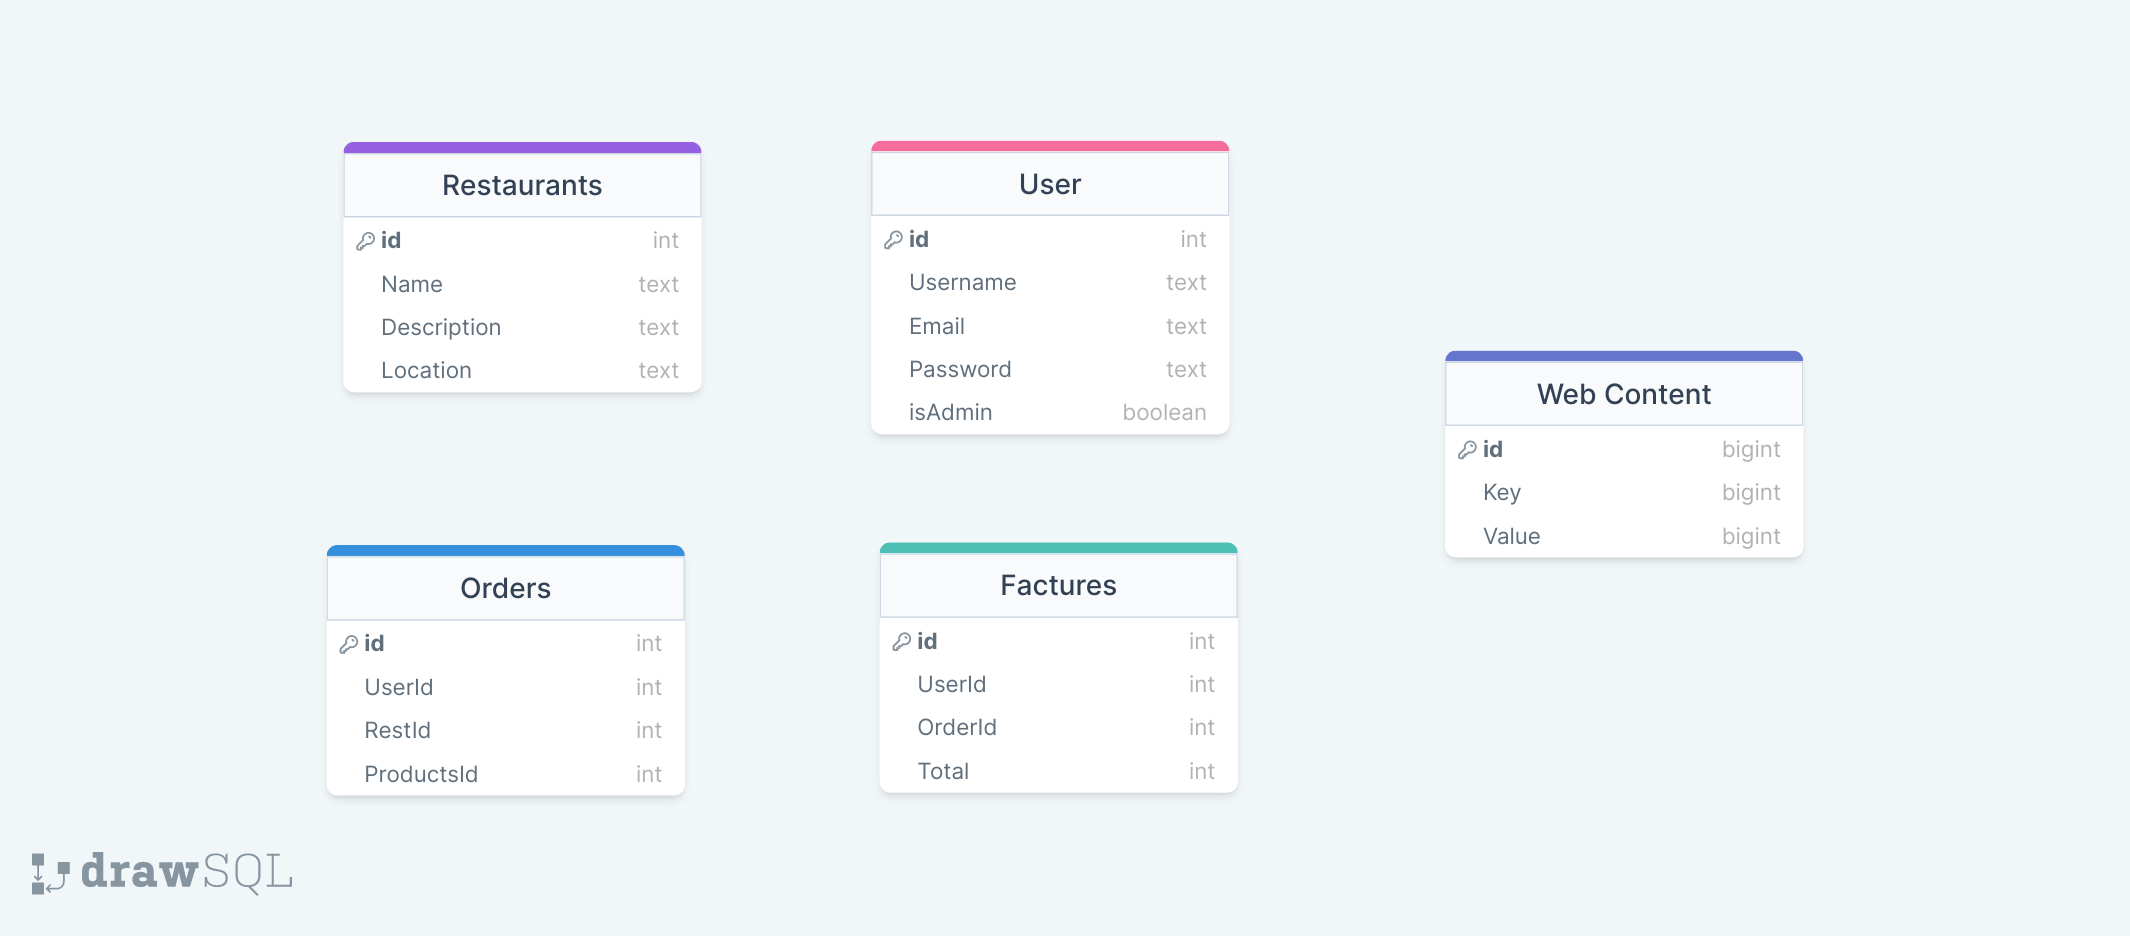 Restaurants
id int
Name text
Description text
Location text
User
id int
Username text
Email text
Password text
isAdmin boolean
Web Content
id bigint
Key bigint
Value bigint
Orders
id int
UserId int
RestId int
ProductsId int
Factures
id int
UserId int
OrderId int
Total int
drawSQL